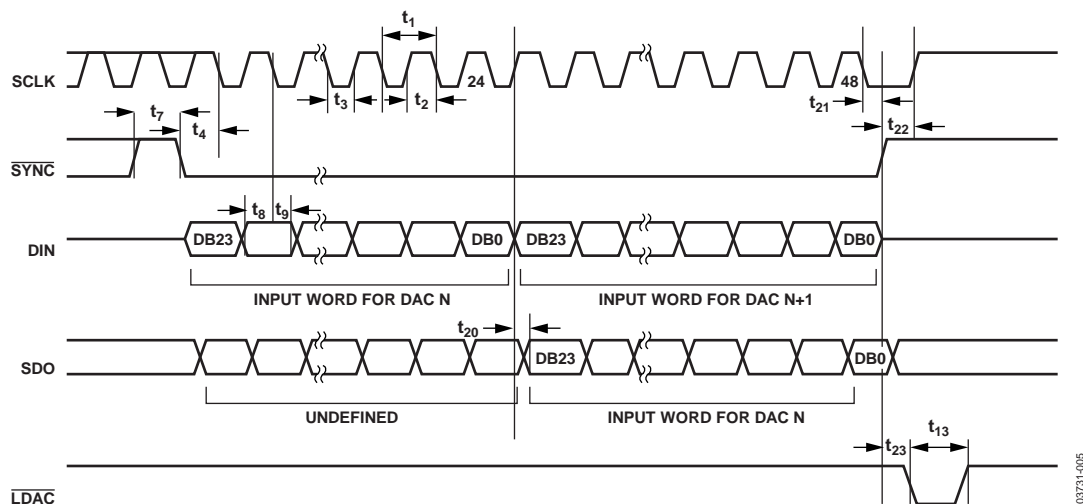 t1
SCLK
24
48
t3
t2
t21
t22
t7
t4
SYNC
t8
t9
DIN
DB23
DB0
DB23
DB0
INPUT WORD FOR DAC N
INPUT WORD FOR DAC N+1
t20
SDO
DB23
DB0
UNDEFINED
INPUT WORD FOR DAC N
t23
t13
LDAC
03731-005